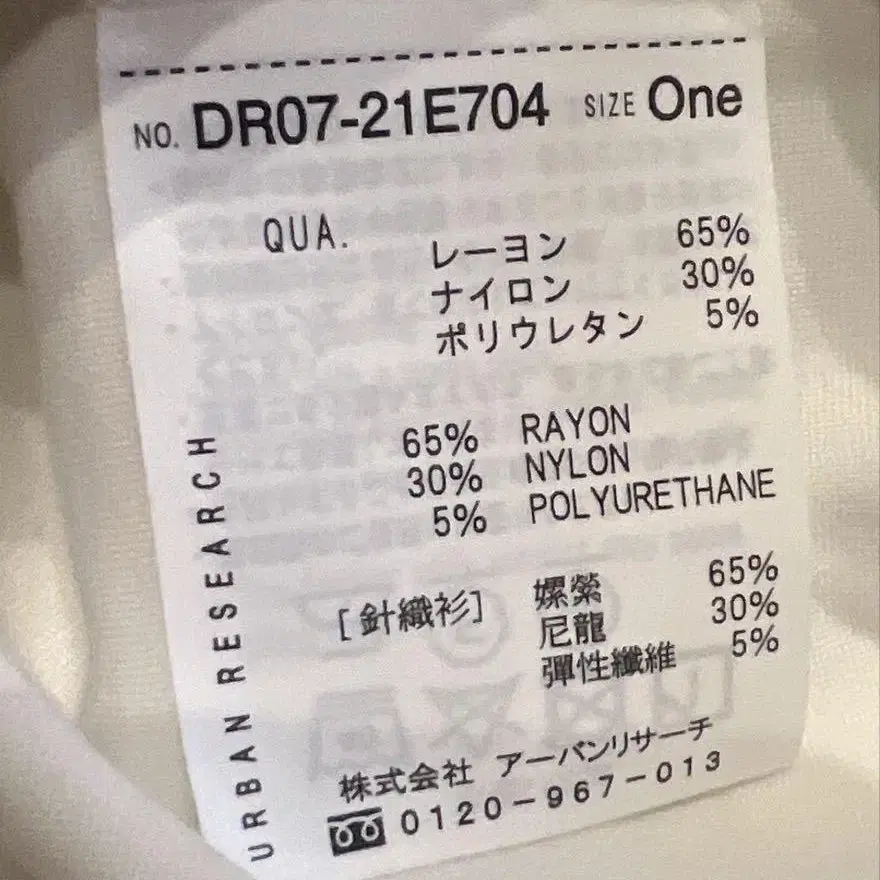 NO. DR07-21E704 SIZE One
QUA.
レーヨン 65%
ナイロン 30%
ポリウレタン 5%
65% RAYON
30% NYLON
5% POLYURETHANE
[針織衫] 嫘縈 65%
尼龍 30%
彈性纖維 5%
URBAN RESEARCH
株式会社 アーバンリサーチ
0120-967-013